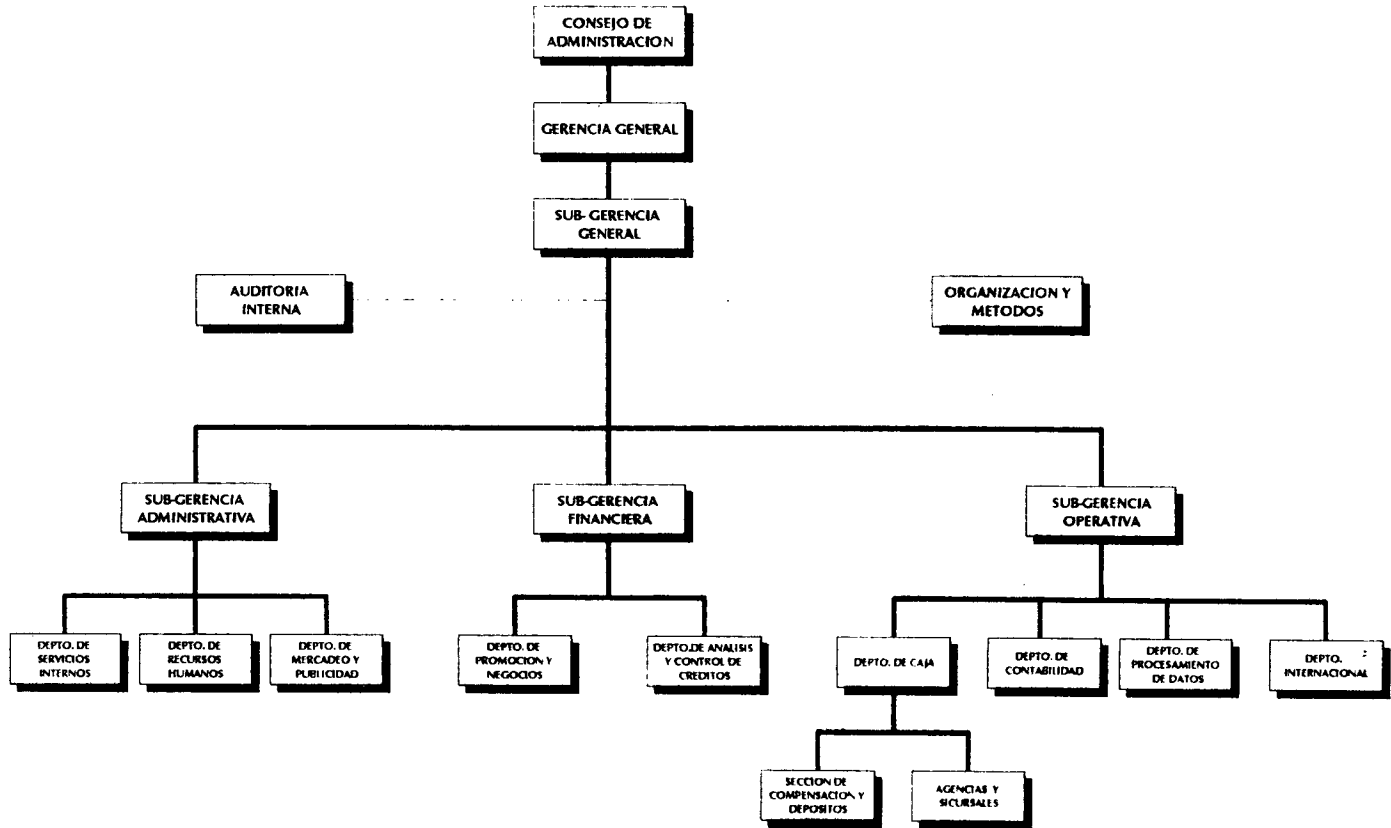 CONSEJO DE
ADMINISTRACION
GERENCIA GENERAL
SUB- GERENCIA
GENERAL
AUDITORIA
INTERNA
ORGANIZACION Y
METODOS
SUB-GERENCIA
ADMINISTRATIVA
SUB-GERENCIA
FINANCIERA
SUB-GERENCIA
OPERATIVA
DEPTO. DE
SERVICIOS
INTERNOS
DEPTO. DE
RECURSOS
HUMANOS
DEPTO. DE
MERCADEO Y
PUBLICIDAD
DEPTO. DE
PROMOCION Y
NEGOCIOS
DEPTO.DE ANALISIS
Y CONTROL DE
CREDITOS
DEPTO. DE CAJA
DEPTO. DE
CONTABILIDAD
DEPTO. DE
PROCESAMIENTO
DE DATOS
DEPTO.
INTERNACIONAL
SECCION DE
COMPENSACION Y
DEPOSITOS
AGENCIAS Y
SICURSALES